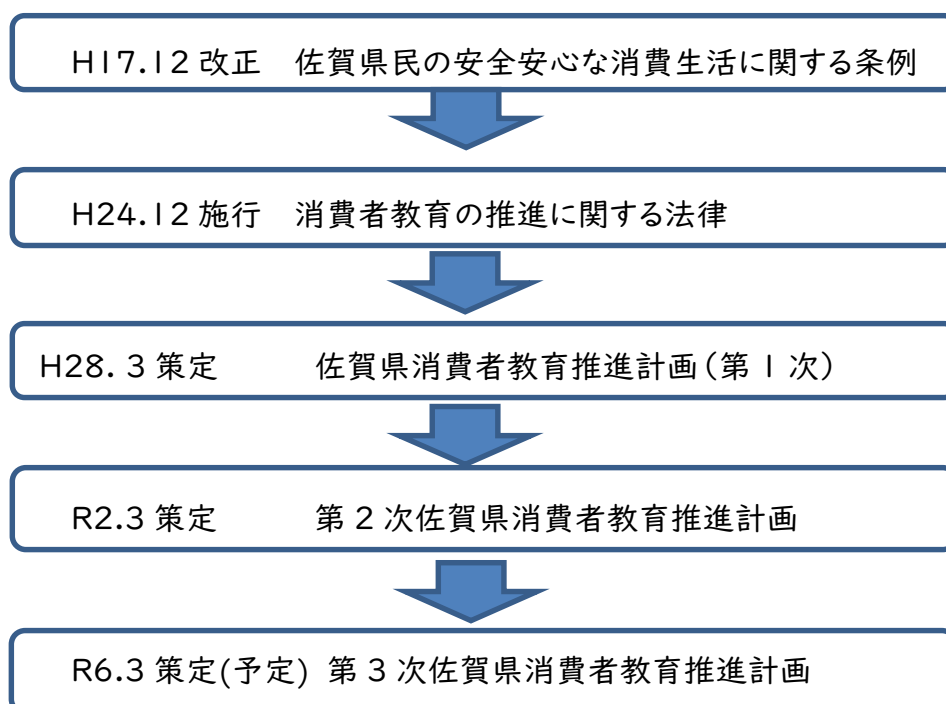 H17.12 改正　佐賀県民の安全安心な消費生活に関する条例
H24.12 施行　消費者教育の推進に関する法律
H28. 3 策定　　　佐賀県消費者教育推進計画(第 1 次)
R2.3 策定　　　第 2 次佐賀県消費者教育推進計画
R6.3 策定(予定) 第 3 次佐賀県消費者教育推進計画